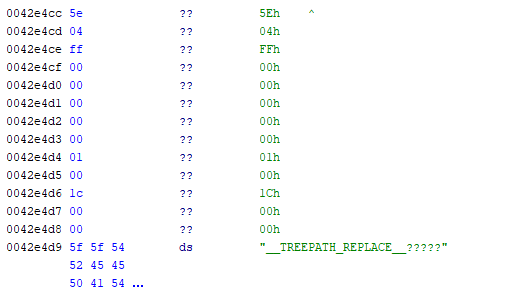 0042e4cc 5e ?? 5Eh ^
0042e4cd 04 ?? 04h
0042e4ce ff ?? FFh
0042e4cf 00 ?? 00h
0042e4d0 00 ?? 00h
0042e4d1 00 ?? 00h
0042e4d2 00 ?? 00h
0042e4d3 00 ?? 00h
0042e4d4 01 ?? 01h
0042e4d5 00 ?? 00h
0042e4d6 1c ?? 1Ch
0042e4d7 00 ?? 00h
0042e4d8 00 ?? 00h
0042e4d9 5f 5f 54 ds "__TREEPATH_REPLACE__?????"
52 45 45
50 41 54 ...